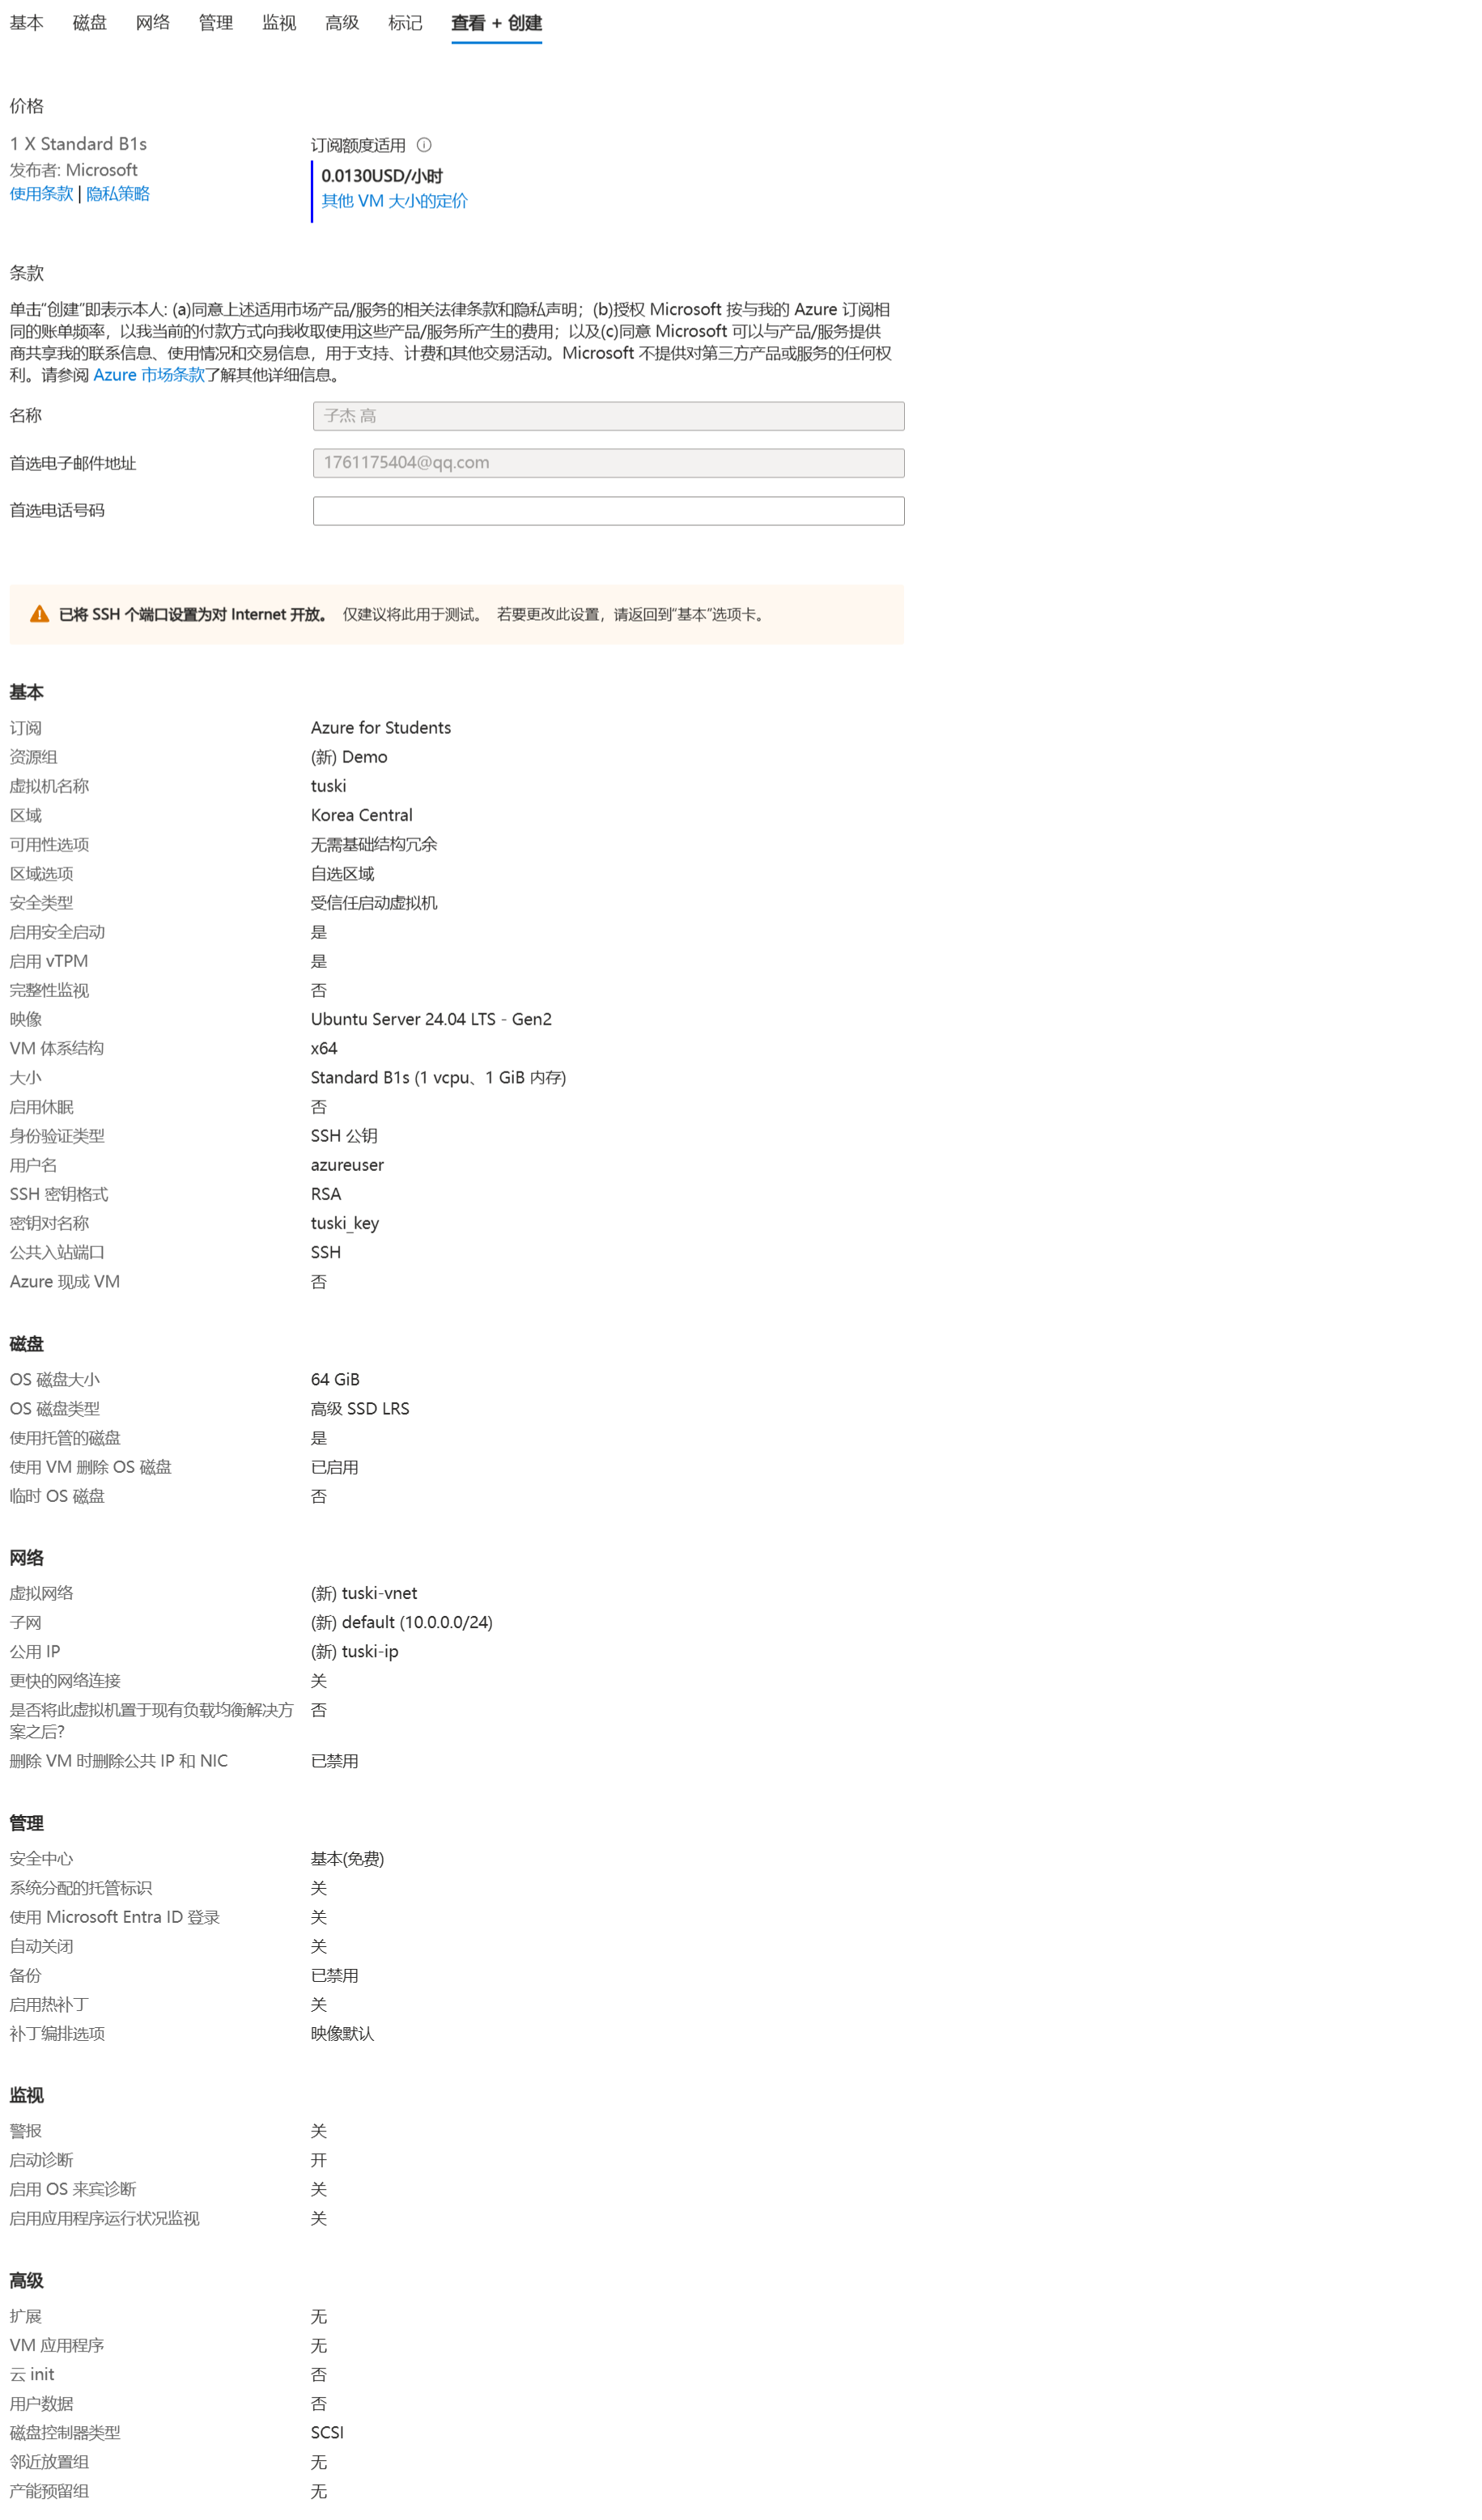 基本 磁盘 网络 管理 监视 高级 标记 查看 + 创建
价格
1 X Standard B1s
发布者: Microsoft
使用条款 | 隐私策略
订阅额度适用
0.0130USD/小时
其他 VM 大小的定价
条款
单击"创建"即表示本人: (a)同意上述适用市场产品/服务的相关法律条款和隐私声明；(b)授权 Microsoft 按与我的 Azure 订阅相
同的账单频率，以我当前的付款方式向我收取使用这些产品/服务所产生的费用；以及(c)同意 Microsoft 可以与产品/服务提供
商共享我的联系信息、使用情况和交易信息，用于支持、计费和其他交易活动。Microsoft 不提供对第三方产品或服务的任何权
利。请参阅 Azure 市场条款了解其他详细信息。
名称 子杰 高
首选电子邮件地址 1761175404@qq.com
首选电话号码
已将 SSH 个端口设置为对 Internet 开放。 仅建议将此用于测试。 若要更改此设置，请返回到"基本"选项卡。
基本
订阅 Azure for Students
资源组 (新) Demo
虚拟机名称 tuski
区域 Korea Central
可用性选项 无需基础结构冗余
区域选项 自选区域
安全类型 受信任启动虚拟机
启用安全启动 是
启用 vTPM 是
完整性监视 否
映像 Ubuntu Server 24.04 LTS - Gen2
VM 体系结构 x64
大小 Standard B1s (1 vcpu、1 GiB 内存)
启用休眠 否
身份验证类型 SSH 公钥
用户名 azureuser
SSH 密钥格式 RSA
密钥对名称 tuski_key
公共入站端口 SSH
Azure 现成 VM 否
磁盘
OS 磁盘大小 64 GiB
OS 磁盘类型 高级 SSD LRS
使用托管的磁盘 是
使用 VM 删除 OS 磁盘 已启用
临时 OS 磁盘 否
网络
虚拟网络 (新) tuski-vnet
子网 (新) default (10.0.0.0/24)
公用 IP (新) tuski-ip
更快的网络连接 关
是否将此虚拟机置于现有负载均衡解决方 否
案之后?
删除 VM 时删除公共 IP 和 NIC 已禁用
管理
安全中心 基本(免费)
系统分配的托管标识 关
使用 Microsoft Entra ID 登录 关
自动关闭 关
备份 已禁用
启用热补丁 关
补丁编排选项 映像默认
监视
警报 关
启动诊断 开
启用 OS 来宾诊断 关
启用应用程序运行状况监视 关
高级
扩展 无
VM 应用程序 无
云 init 否
用户数据 否
磁盘控制器类型 SCSI
邻近放置组 无
产能预留组 无